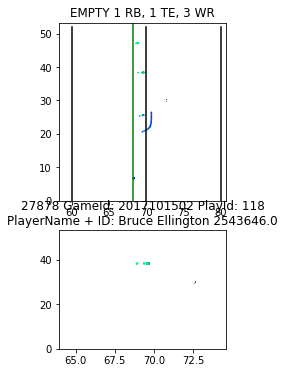 EMPTY 1 RB, 1 TE, 3 WR
50
40
30
20
10
0
60 65 70 75 80
27878 GameId: 2017101502 PlayId: 118
PlayerName + ID: Bruce Ellington 2543646.0
40
20
0
65.0 67.5 70.0 72.5